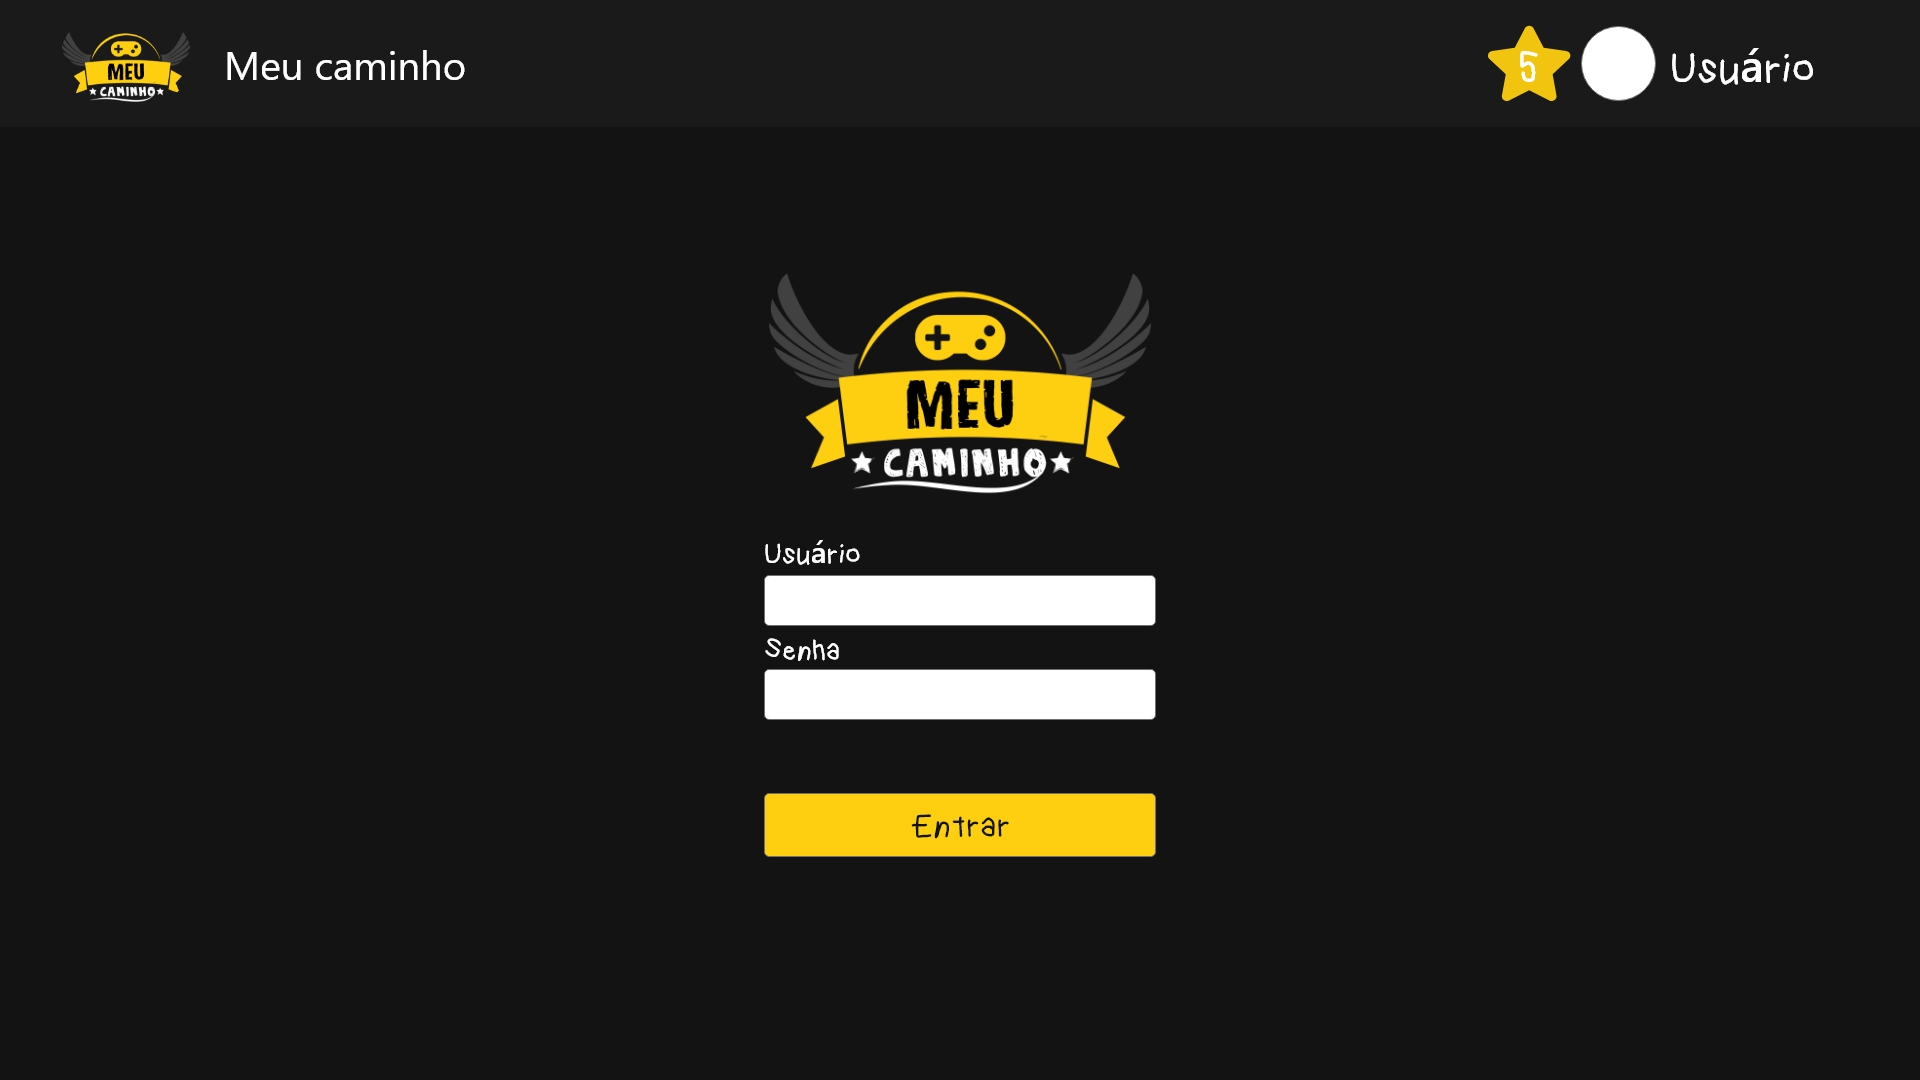 MEU
CAMINHO
Meu caminho
5
Usuário
MEU
CAMINHO
Usuário
Senha
Entrar